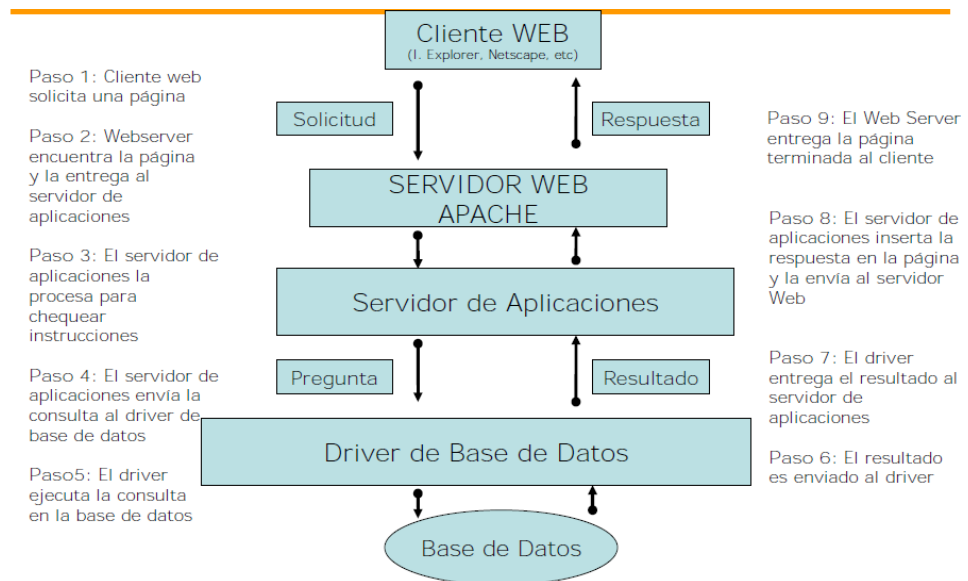 Cliente WEB
(I. Explorer, Netscape, etc)
Paso 1: Cliente web
solicita una página
Solicitud
Respuesta
Paso 2: Webserver
encuentra la página
y la entrega al
servidor de
aplicaciones
Paso 9: El Web Server
entrega la página
terminada al cliente
SERVIDOR WEB
APACHE
Paso 3: El servidor de
aplicaciones la
procesa para
chequear
instrucciones
Paso 8: El servidor de
aplicaciones inserta la
respuesta en la página
y la envía al servidor
Web
Servidor de Aplicaciones
Paso 4: El servidor de
aplicaciones envía la
consulta al driver de
base de datos
Pregunta
Resultado
Paso 7: El driver
entrega el resultado al
servidor de
aplicaciones
Driver de Base de Datos
Paso5: El driver
ejecuta la consulta
en la base de datos
Paso 6: El resultado
es enviado al driver
Base de Datos